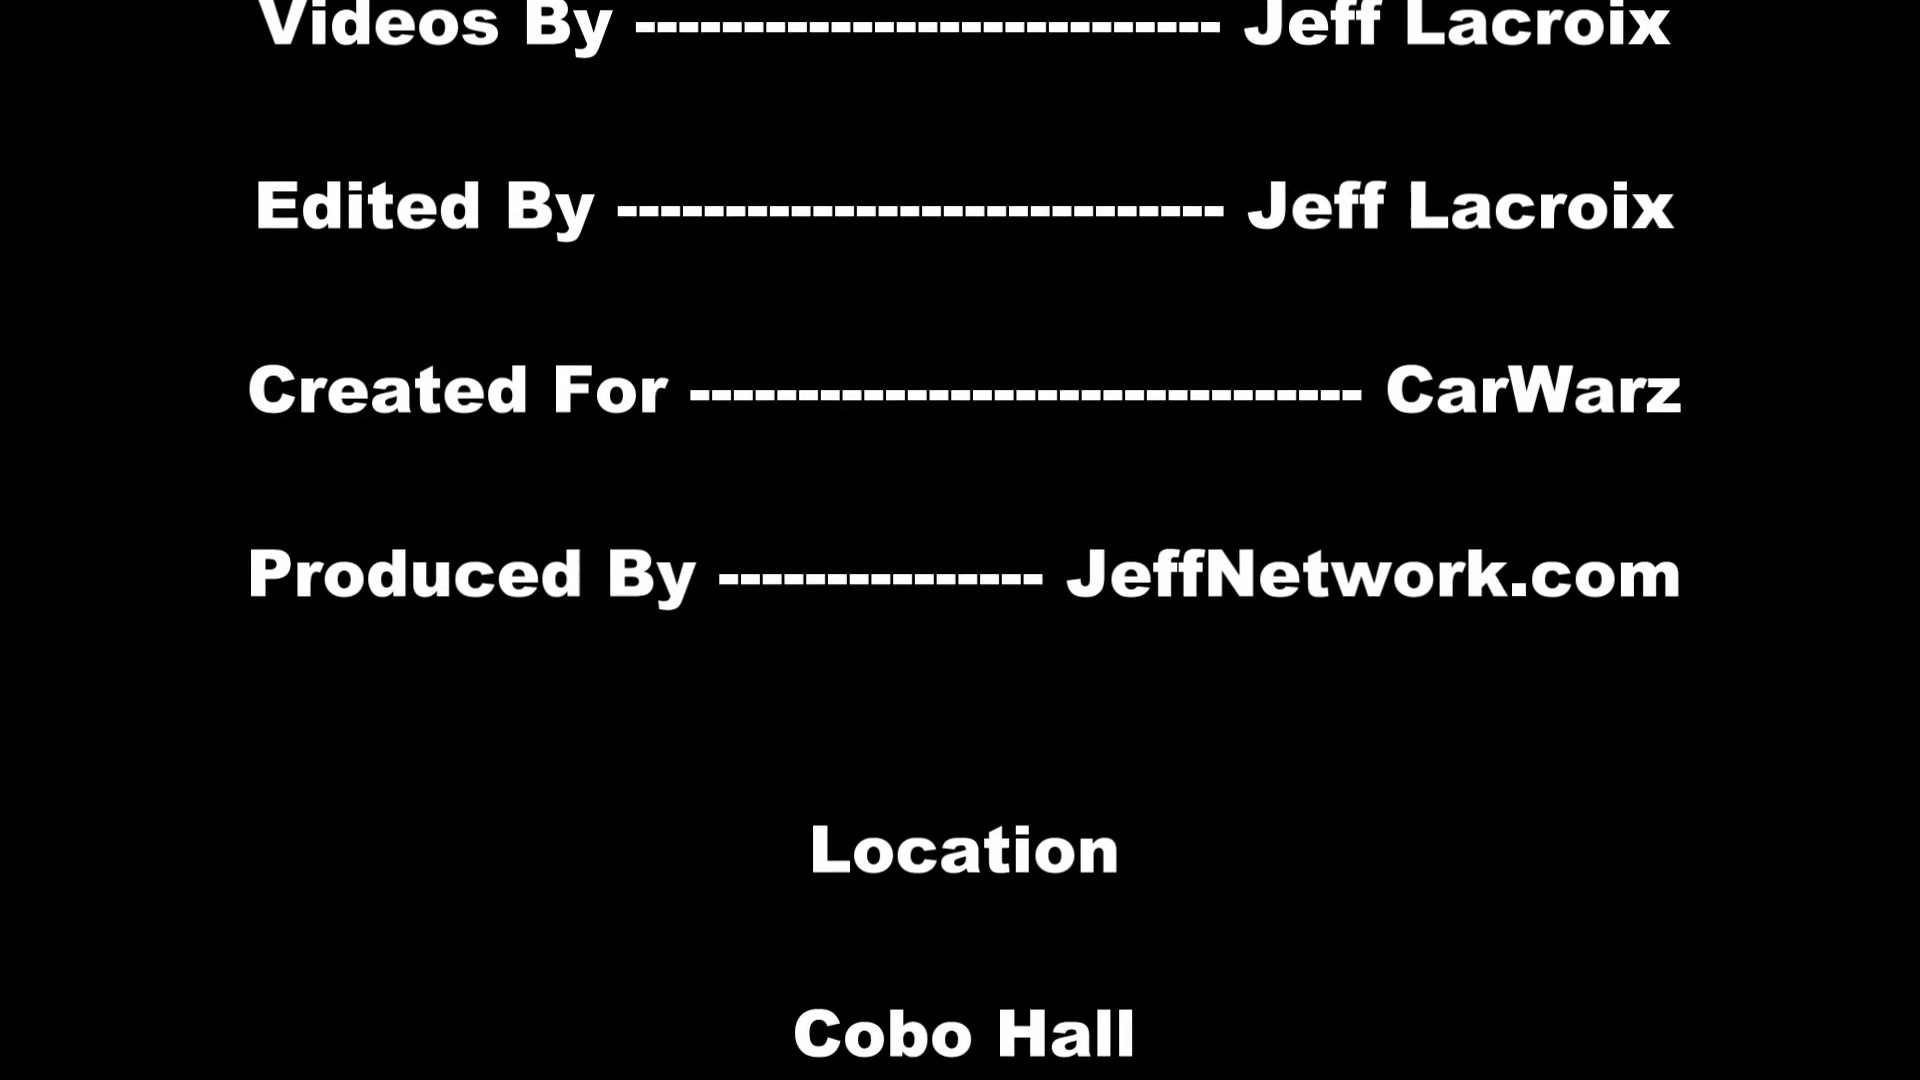 Videos By --------------------------- Jeff Lacroix
Edited By ---------------------------- Jeff Lacroix
Created For ------------------------------- CarWarz
Produced By --------------- JeffNetwork.com
Location
Cobo Hall